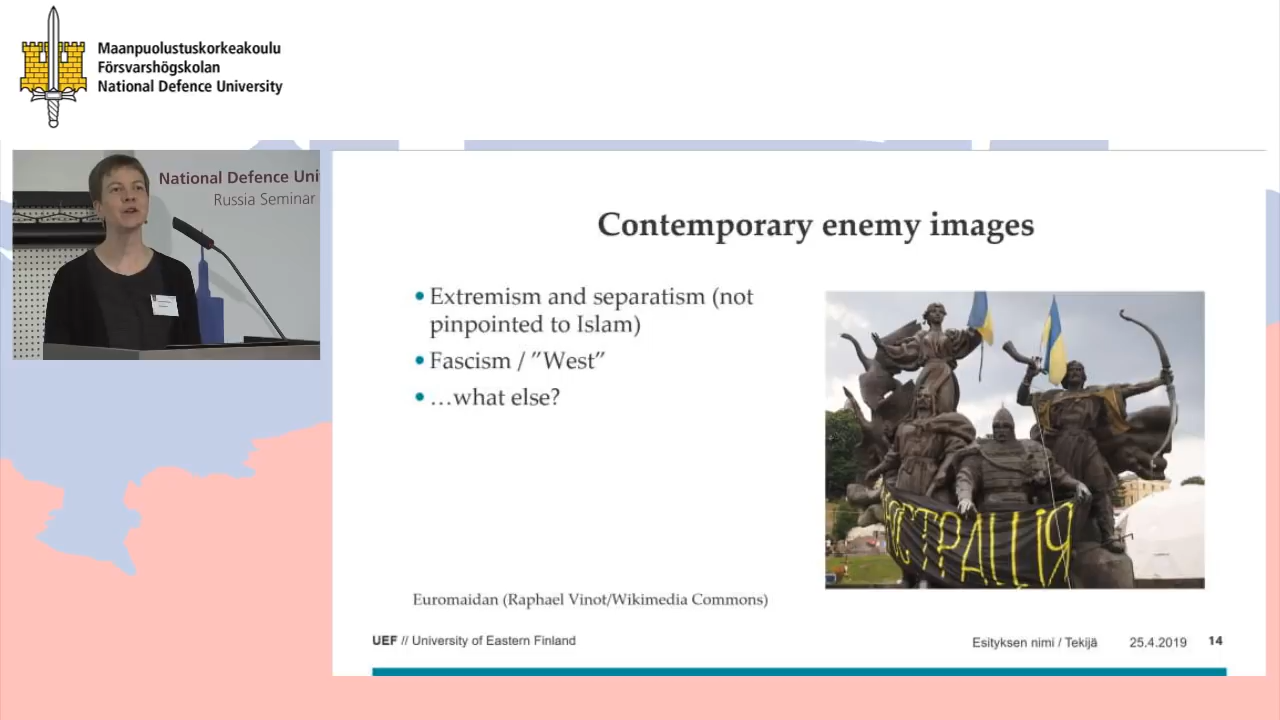 Maanpuolustuskorkeakoulu
Försvarshögskolan
National Defence University
National Defence Uni
Russia Seminar
Contemporary enemy images
• Extremism and separatism (not
pinpointed to Islam)
• Fascism / ”West”
• …what else?
СТРАЦІЯ
Euromaidan (Raphael Vinot/Wikimedia Commons)
UEF // University of Eastern Finland
Esityksen nimi / Tekijä 25.4.2019 14